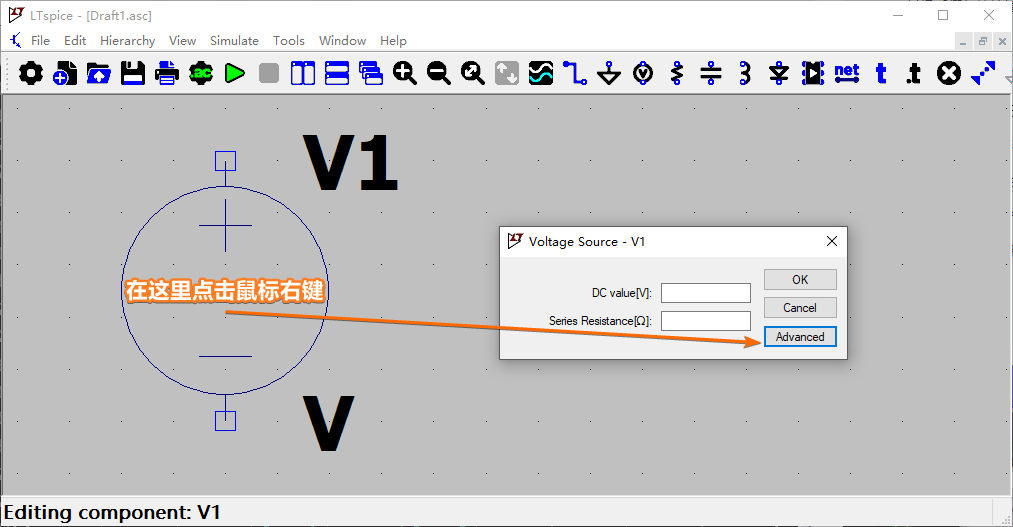 LTspice - [Draft1.asc]
File Edit Hierarchy View Simulate Tools Window Help
.ac net t .t
V1
Voltage Source - V1
OK
DC value[V]:
Cancel
Series Resistance[Ω]:
Advanced
在这里点击鼠标右键
V
Editing component: V1